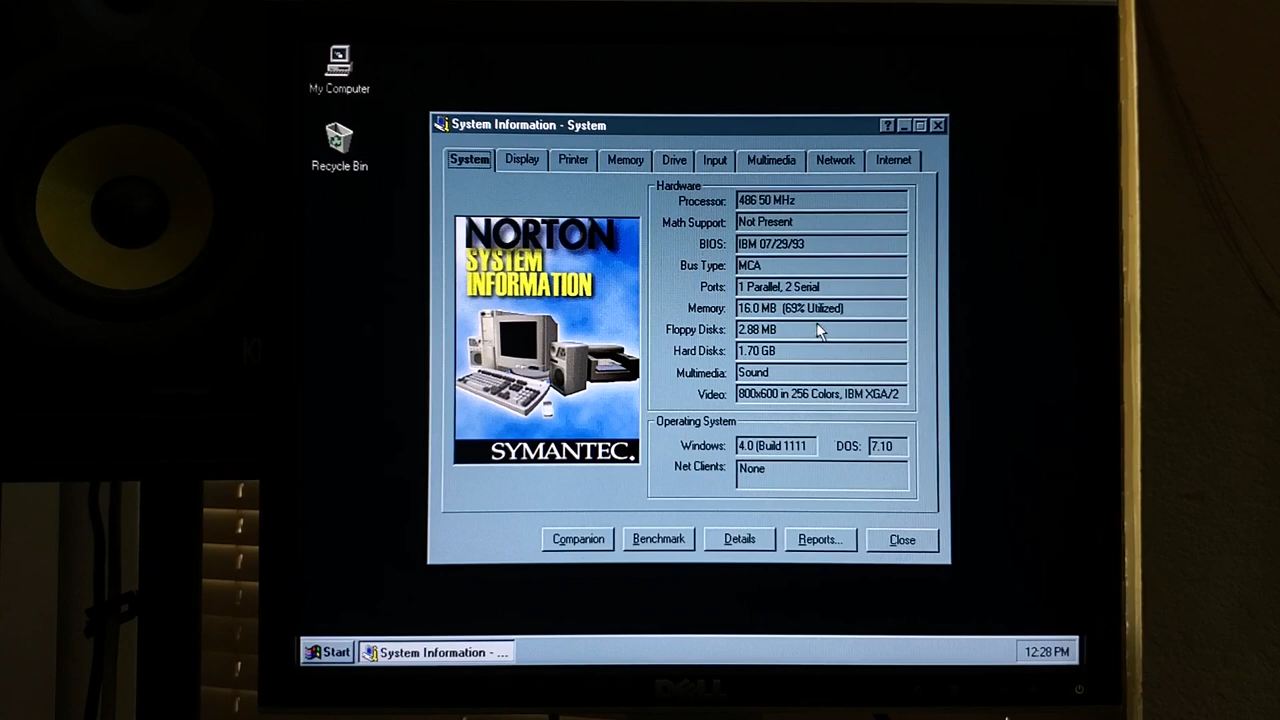 My Computer
Recycle Bin
System Information - System
System Display Printer Memory Drive Input Multimedia Network Internet
NORTON
SYSTEM
INFORMATION
SYMANTEC.
Hardware
Processor: 486 50 MHz
Math Support: Not Present
BIOS: IBM 07/29/93
Bus Type: MCA
Ports: 1 Parallel, 2 Serial
Memory: 16.0 MB (69% Utilized)
Floppy Disks: 2.88 MB
Hard Disks: 1.70 GB
Multimedia: Sound
Video: 800x600 in 256 Colors, IBM XGA/2
Operating System
Windows: 4.0 (Build 1111 DOS: 7.10
Net Clients: None
Companion Benchmark Details Reports... Close
Start System Information - ... 12:28 PM
DELL